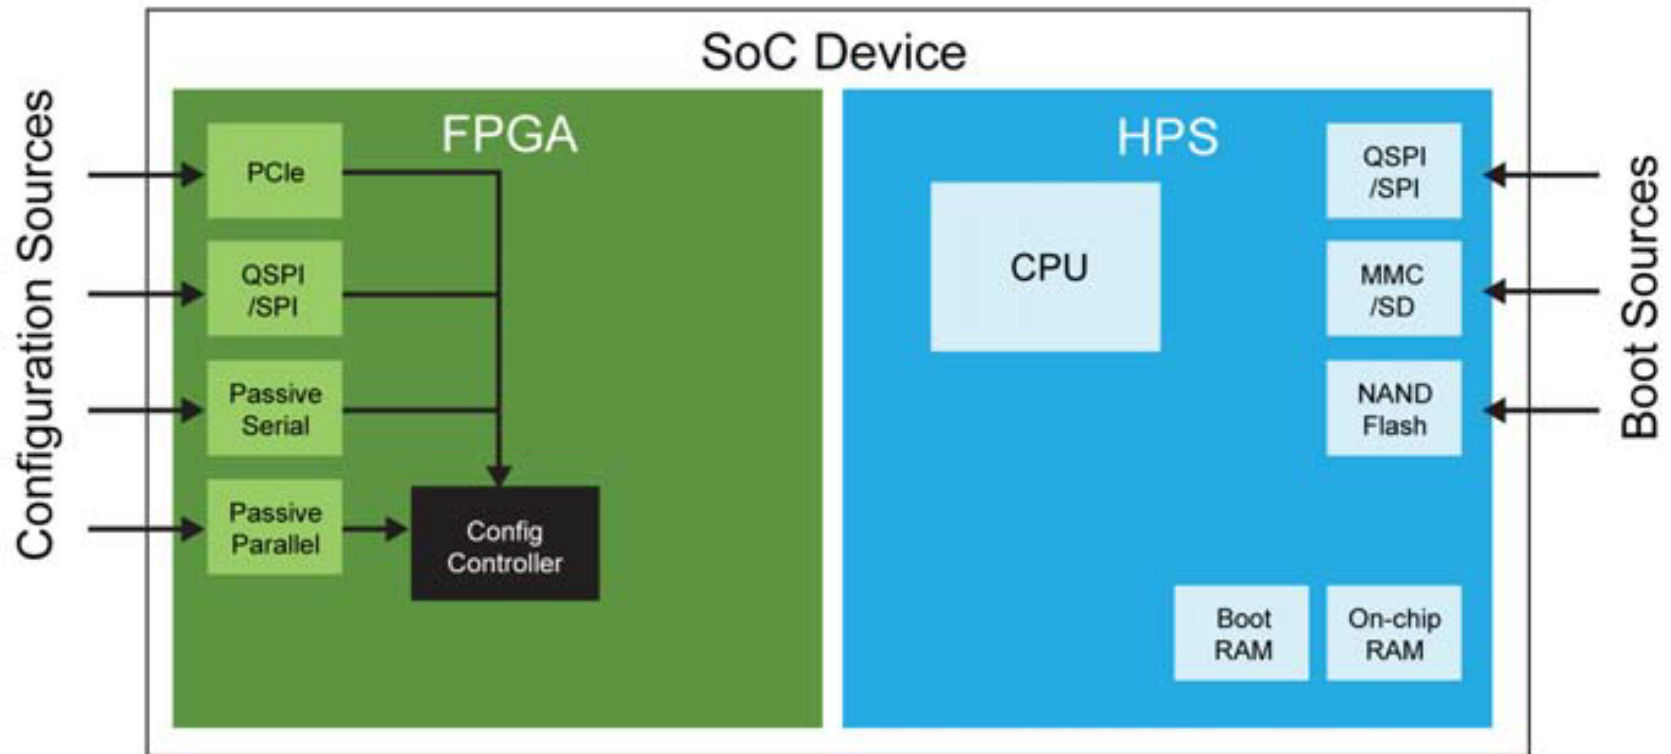 SoC Device
Configuration Sources
FPGA
PCIe
QSPI
/SPI
Passive
Serial
Passive
Parallel
Config
Controller
HPS
CPU
QSPI
/SPI
MMC
/SD
NAND
Flash
Boot
RAM
On-chip
RAM
Boot Sources